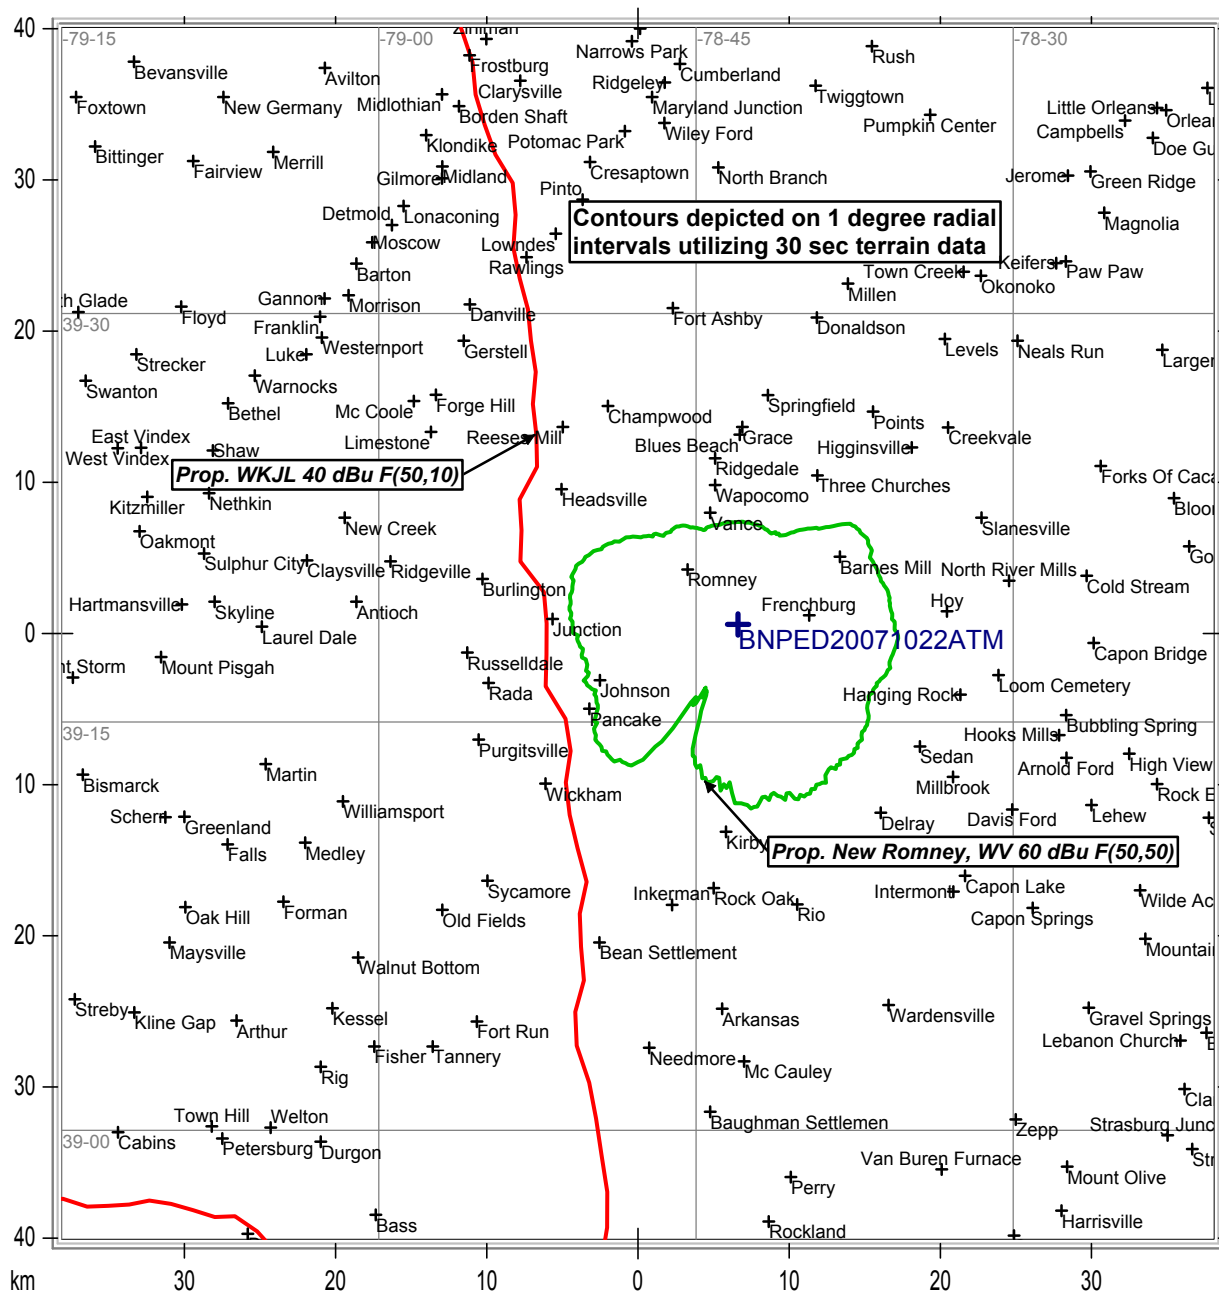 40
-79-15
-79-00
-78-45
-78-30
Zihlman
Narrows Park
Rush
Bevansville
Avilton
Frostburg
Clarysville
Ridgeley
Cumberland
Twiggtown
Foxtown
New Germany
Midlothian
Borden Shaft
Maryland Junction
Little Orleans
Orlean
Campbells
Potomac Park
Wiley Ford
Pumpkin Center
Klondike
Doe Gu
Bittinger
Fairview
Merrill
Gilmore
Midland
Cresaptown
North Branch
Jerome
Green Ridge
30
Pinto
Detmold
Lonaconing
Magnolia
Contours depicted on 1 degree radial
intervals utilizing 30 sec terrain data
Moscow
Lowndes
Rawlings
Barton
Town Creek
Keifers
Paw Paw
Okonoko
Millen
th Glade
Floyd
Gannon
Morrison
Danville
Fort Ashby
Donaldson
39-30
Franklin
20
Strecker
Luke
Westernport
Gerstell
Levels
Neals Run
Larger
Swanton
Warnocks
Bethel
Mc Coole
Forge Hill
Champwood
Springfield
Points
East Vindex
West Vindex
Shaw
Limestone
Reeses Mill
Blues Beach
Grace
Higginsville
Creekvale
Prop. WKJL 40 dBu F(50,10)
Ridgedale
Forks Of Caca
10
Kitzmiller
Nethkin
Headsville
Wapocomo
Three Churches
Bloon
Oakmont
New Creek
Vance
Slanesville
Sulphur City
Claysville
Ridgeville
Burlington
Romney
Barnes Mill
North River Mills
Cold Stream
Go
Hartmansville
Skyline
Antioch
Frenchburg
Hoy
0
Laurel Dale
Junction
BNPED20071022ATM
Capon Bridge
nt Storm
Mount Pisgah
Russelldale
Rada
Johnson
Hanging Rock
Loom Cemetery
Pancake
Bubbling Spring
39-15
Purgitsville
Hooks Mills
Sedan
Arnold Ford
High View
10
Bismarck
Martin
Wickham
Millbrook
Rock E
Scherr
Greenland
Williamsport
Delray
Davis Ford
Lehew
Falls
Medley
Kirby
Prop. New Romney, WV 60 dBu F(50,50)
Sycamore
Inkerman
Rock Oak
Rio
Intermont
Capon Lake
Capon Springs
Wilde Ac
Oak Hill
Forman
Old Fields
20
Maysville
Walnut Bottom
Bean Settlement
Mountai
Streby
Kline Gap
Arthur
Kessel
Fort Run
Arkansas
Wardensville
Gravel Springs
Lebanon Church
Fisher
Tannery
Needmore
Mc Cauley
30
Rig
Cla
Town Hill
Welton
Baughman Settlemen
Zepp
Strasburg Junc
39-00
Cabins
Petersburg
Durgon
Van Buren Furnace
Mount Olive
Str
Perry
Bass
Rockland
Harrisville
40
km
30
20
10
0
10
20
30